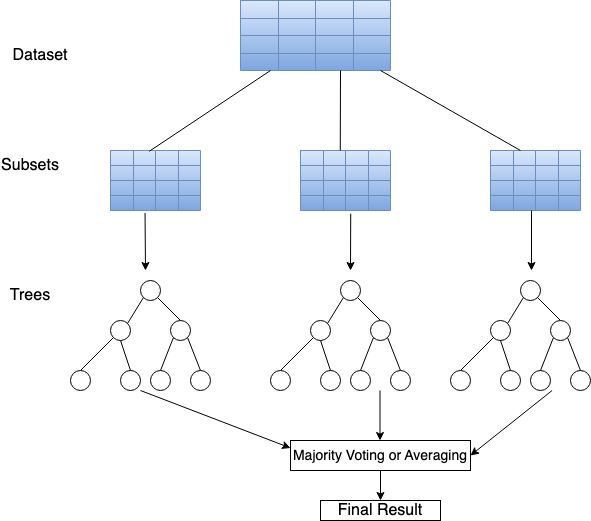 Dataset
Subsets
Trees
Majority Voting or Averaging
Final Result